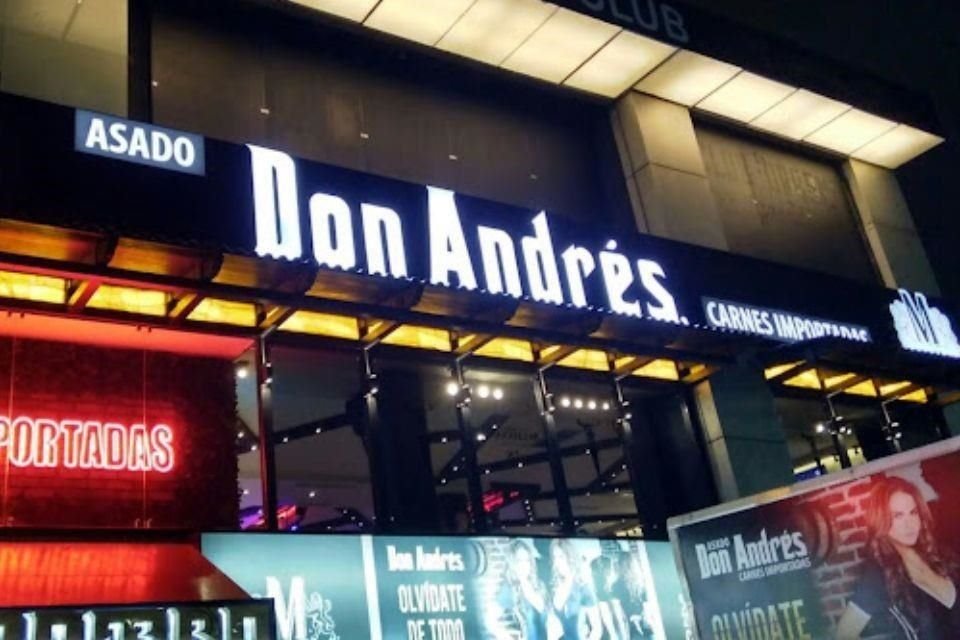 CLUB
ASADO
Don Andrés.
CARNES IMPORTADAS
M
PORTADAS
M
Don Andrés.
OLVÍDATE
DE TODO
ASADO
Don Andrés
CARNES IMPORTADAS
OLVÍDATE